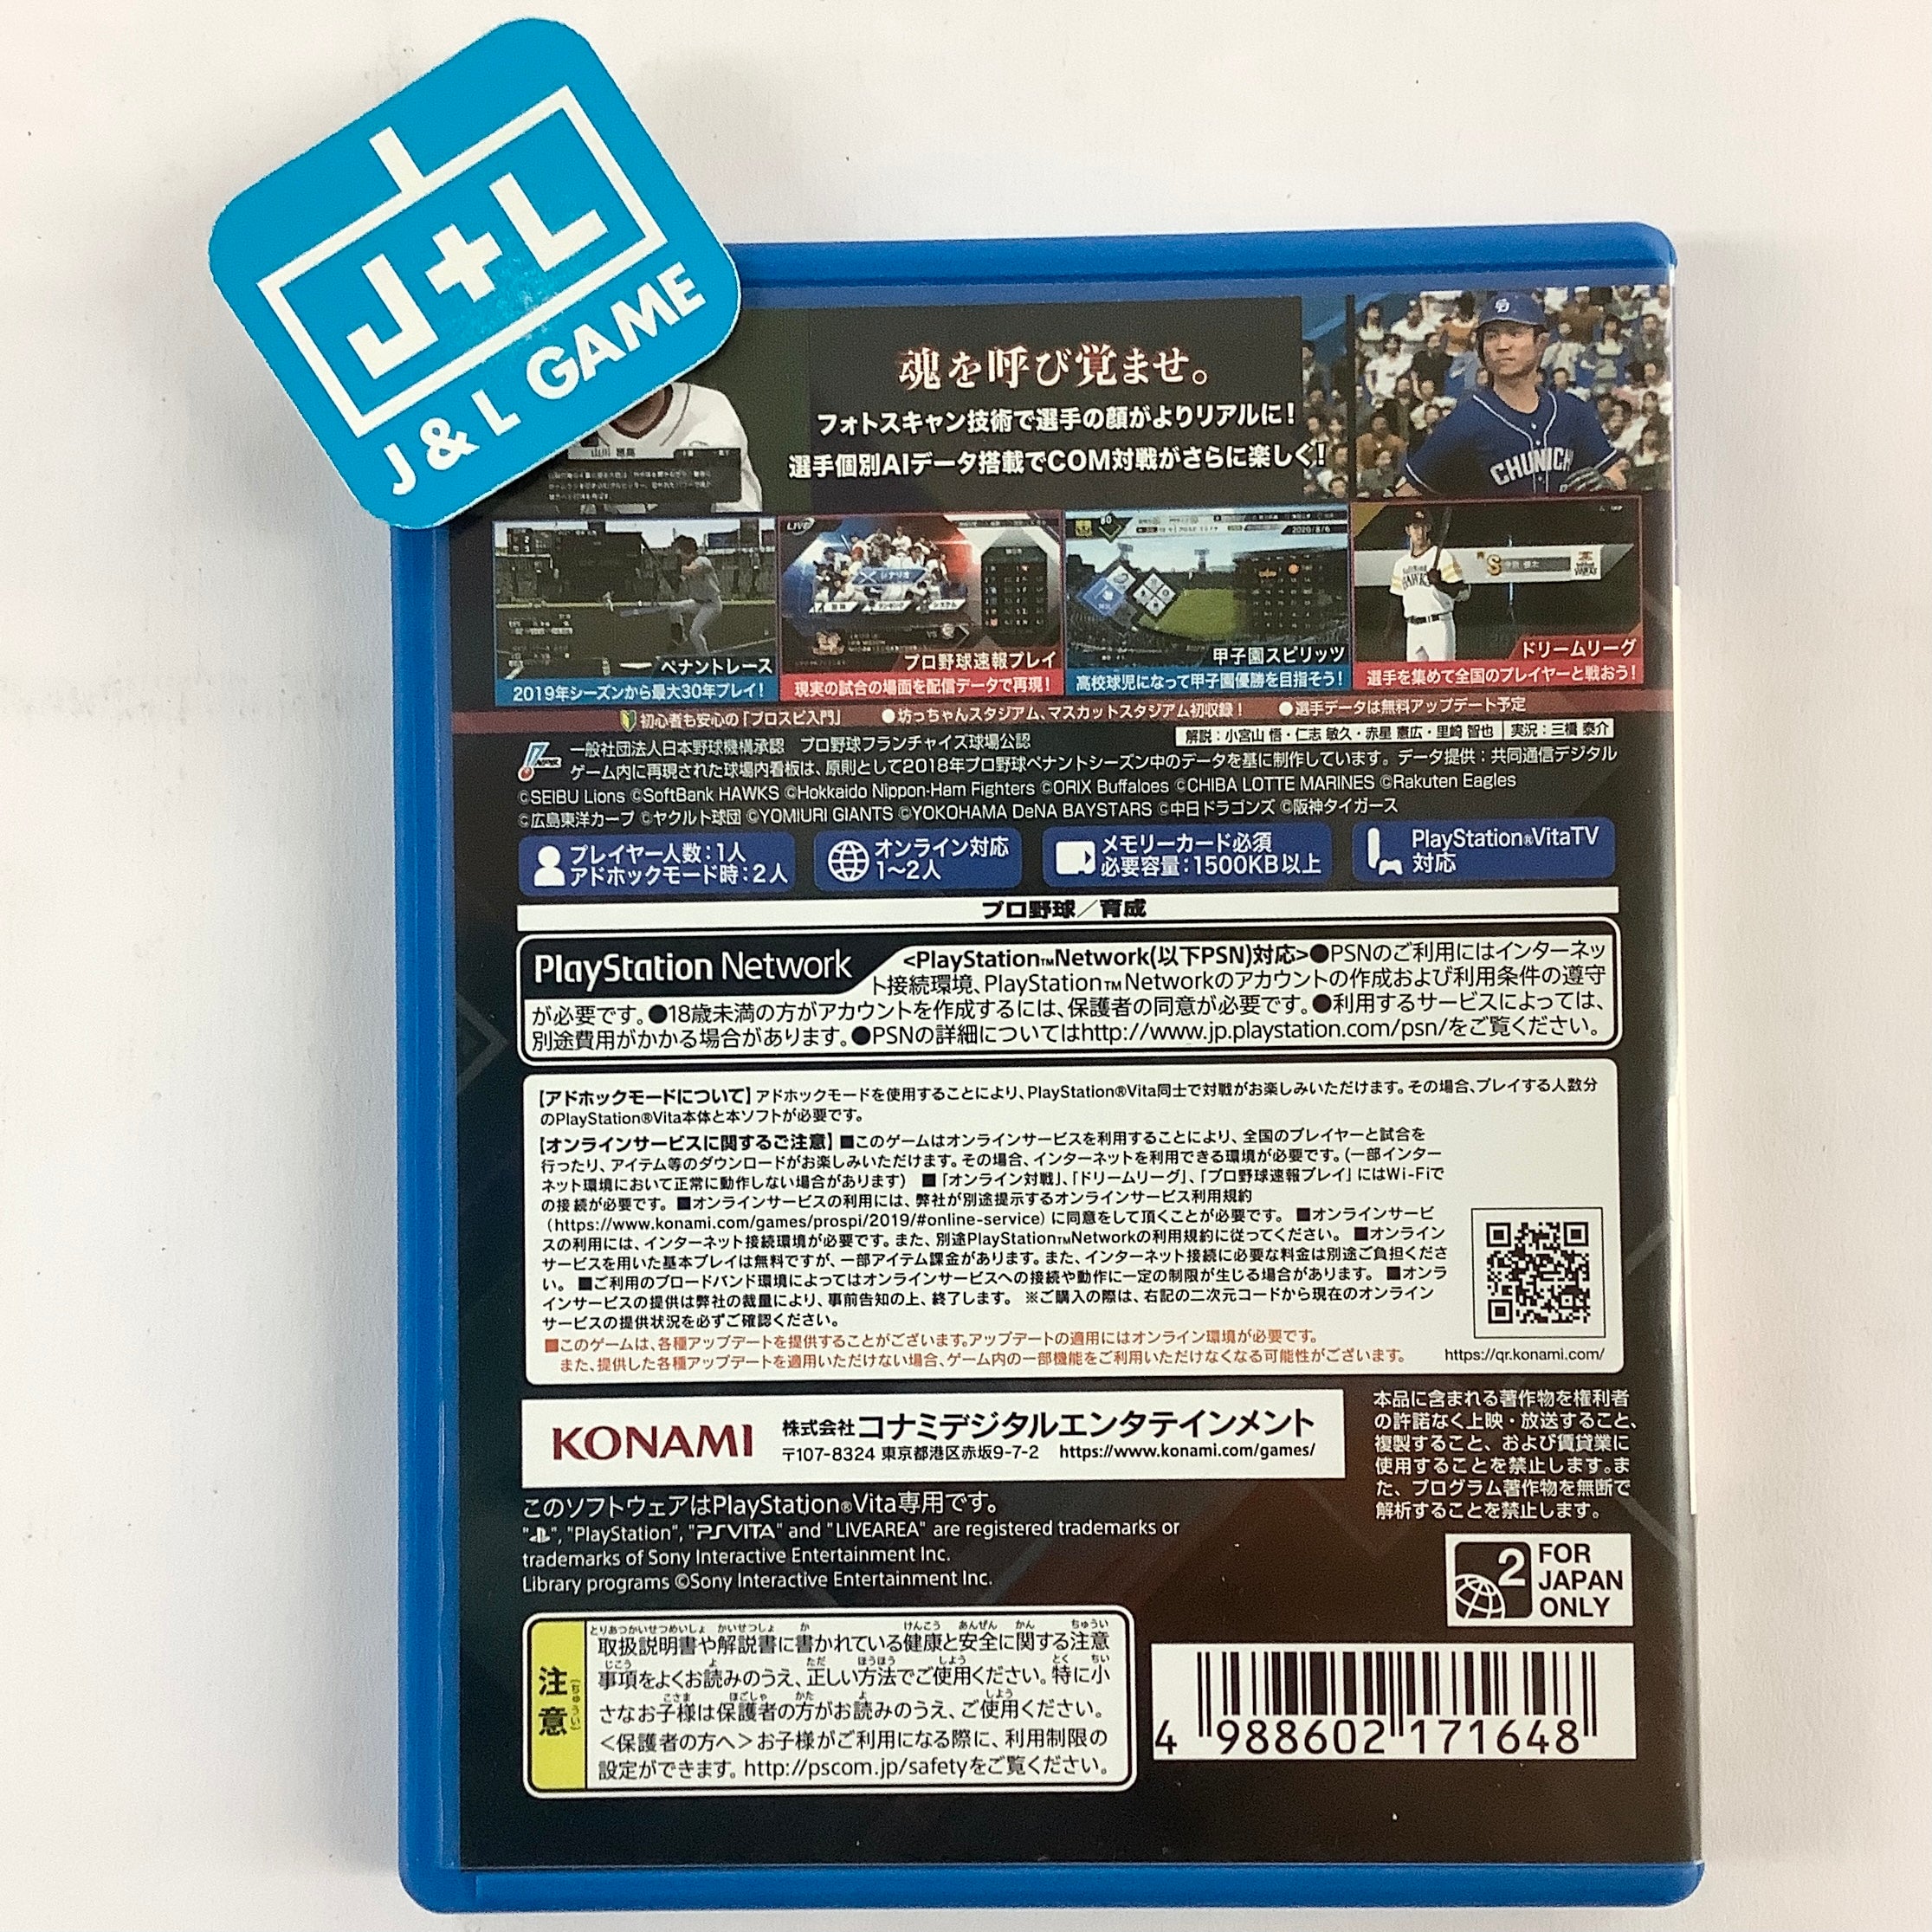 J+L
J & L GAME
魂を呼び覚ませ。
フォトスキャン技術で選手の顔がよりリアルに!
選手個別AIデータ搭載でCOM対戦がさらに楽しく!
CHUNICH
山川 穂高
LIVE
シナリオ
2020/8/6
HAWKS
ペナントレース
2019年シーズンから最大30年プレイ!
プロ野球速報プレイ
現実の試合の場面を配信データで再現!
甲子園スピリッツ
高校球児になって甲子園優勝を目指そう!
ドリームリーグ
選手を集めて全国のプレイヤーと戦おう!
初心者も安心の「プロスピ入門」 ●坊っちゃんスタジアム、マスカットスタジアム初収録! ●選手データは無料アップデート予定
解説:小宮山 悟・仁志 敏久・赤星 憲広・里崎 智也 実況:三橋 泰介
一般社団法人日本野球機構承認 プロ野球フランチャイズ球場公認
ゲーム内に再現された球場内看板は、原則として2018年プロ野球ペナントシーズン中のデータを基に制作しています。データ提供:共同通信デジタル
©SEIBU Lions ©SoftBank HAWKS ©Hokkaido Nippon-Ham Fighters ©ORIX Buffaloes ©CHIBA LOTTE MARINES ©Rakuten Eagles
©広島東洋カープ ©ヤクルト球団 ©YOMIURI GIANTS ©YOKOHAMA DeNA BAYSTARS ©中日ドラゴンズ ©阪神タイガース
プレイヤー人数:1人
アドホックモード時:2人
オンライン対応
1~2人
メモリーカード必須
必要容量:1500KB以上
PlayStation®VitaTV
対応
プロ野球/育成
PlayStation Network
<PlayStation™Network(以下PSN)対応>●PSNのご利用にはインターネッ
ト接続環境、PlayStation™Networkのアカウントの作成および利用条件の遵守
が必要です。●18歳未満の方がアカウントを作成するには、保護者の同意が必要です。●利用するサービスによっては、
別途費用がかかる場合があります。●PSNの詳細についてはhttp://www.jp.playstation.com/psn/をご覧ください。
【アドホックモードについて】アドホックモードを使用することにより、PlayStation®Vita同士で対戦がお楽しみいただけます。その場合、プレイする人数分
のPlayStation®Vita本体と本ソフトが必要です。
【オンラインサービスに関するご注意】■このゲームはオンラインサービスを利用することにより、全国のプレイヤーと試合を
行ったり、アイテム等のダウンロードがお楽しみいただけます。その場合、インターネットを利用できる環境が必要です。(一部インター
ネット環境において正常に動作しない場合があります) ■「オンライン対戦」、「ドリームリーグ」、「プロ野球速報プレイ」にはWi-Fiで
の接続が必要です。■オンラインサービスの利用には、弊社が別途提示するオンラインサービス利用規約
(https://www.konami.com/games/prospi/2019/#online-service)に同意をして頂くことが必要です。■オンラインサービ
スの利用には、インターネット接続環境が必要です。また、別途PlayStation™Networkの利用規約に従ってください。■オンライン
サービスを用いた基本プレイは無料ですが、一部アイテム課金があります。また、インターネット接続に必要な料金は別途ご負担くださ
い。■ご利用のブロードバンド環境によってはオンラインサービスへの接続や動作に一定の制限が生じる場合があります。■オンラ
インサービスの提供は弊社の裁量により、事前告知の上、終了します。※ご購入の際は、右記の二次元コードから現在のオンライン
サービスの提供状況を必ずご確認ください。
■このゲームは、各種アップデートを提供することがございます。アップデートの適用にはオンライン環境が必要です。
また、提供した各種アップデートを適用いただけない場合、ゲーム内の一部機能をご利用いただけなくなる可能性がございます。
https://qr.konami.com/
KONAMI
株式会社コナミデジタルエンタテインメント
〒107-8324 東京都港区赤坂9-7-2 https://www.konami.com/games/
本品に含まれる著作物を権利者
の許諾なく上映・放送すること、
複製すること、および賃貸業に
使用することを禁止します。ま
た、プログラム著作物を無断で
解析することを禁止します。
このソフトウェアはPlayStation®Vita専用です。
"", "PlayStation", "PSVITA" and "LIVEAREA" are registered trademarks or
trademarks of Sony Interactive Entertainment Inc.
Library programs ©Sony Interactive Entertainment Inc.
2
FOR
JAPAN
ONLY
注意
ちゅうい
とりあつかいせつめいしょ かいせつしょ か けんこう あんぜん かん ちゅうい
取扱説明書や解説書に書かれている健康と安全に関する注意
じこう よ ただ ほうほう しよう とく ちい
事項をよくお読みのうえ、正しい方法でご使用ください。特に小
こさま ほごしゃ かた よ しよう
さなお子様は保護者の方がお読みのうえ、ご使用ください。
<保護者の方へ>お子様がご利用になる際に、利用制限の
設定ができます。http://pscom.jp/safetyをご覧ください。
4 988602 171648